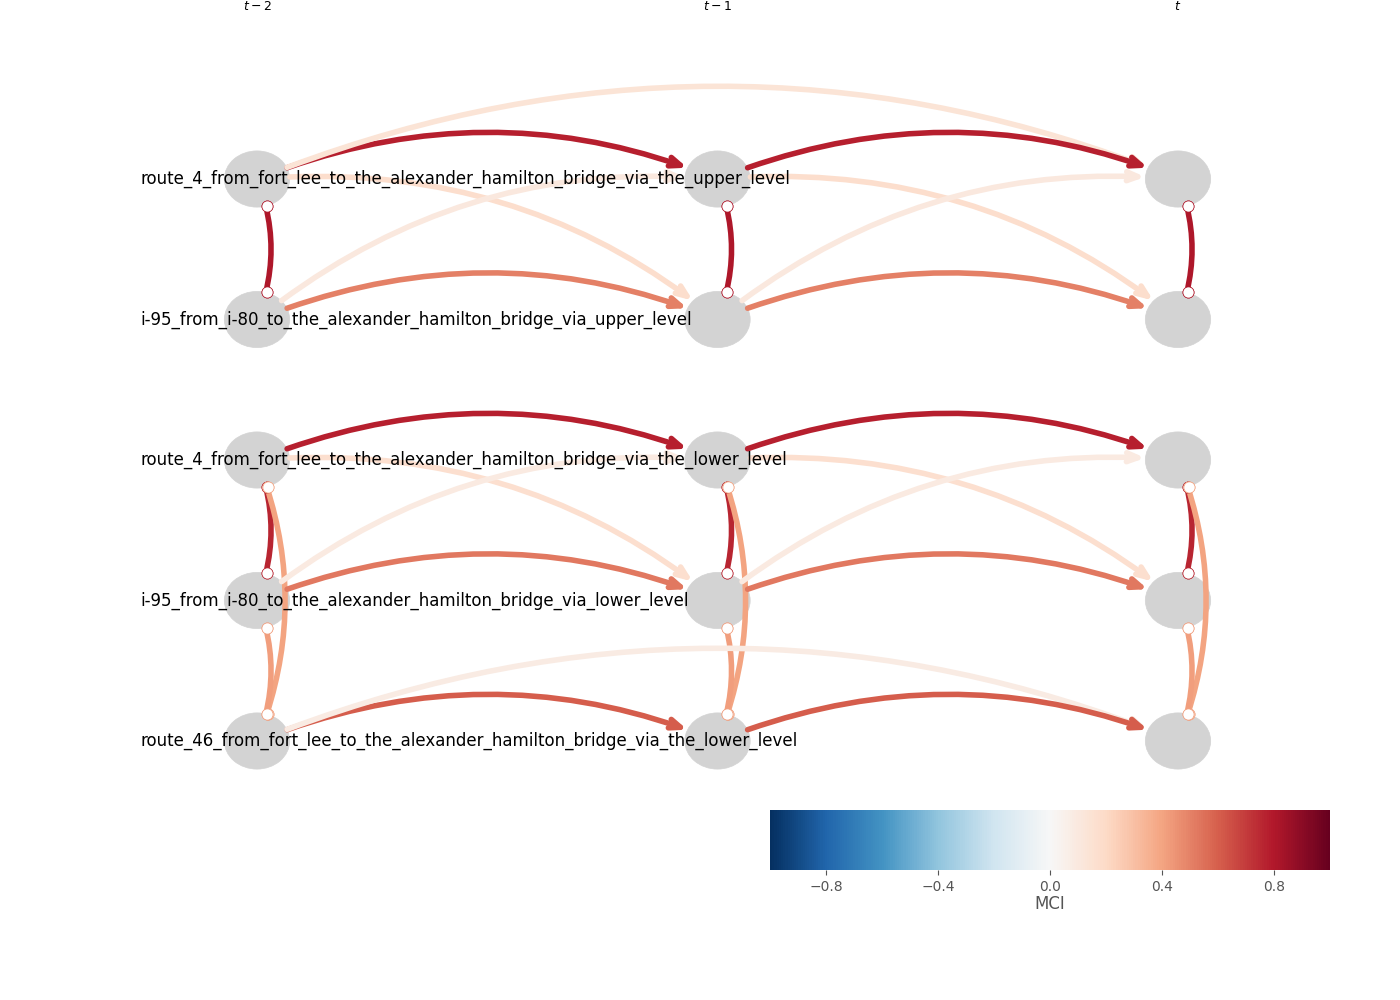 t − 2 t − 1 t
route_4_from_fort_lee_to_the_alexander_hamilton_bridge_via_the_upper_level
i-95_from_i-80_to_the_alexander_hamilton_bridge_via_upper_level
route_4_from_fort_lee_to_the_alexander_hamilton_bridge_via_the_lower_level
i-95_from_i-80_to_the_alexander_hamilton_bridge_via_lower_level
route_46_from_fort_lee_to_the_alexander_hamilton_bridge_via_the_lower_level
−0.8 −0.4 0.0 0.4 0.8
MCI